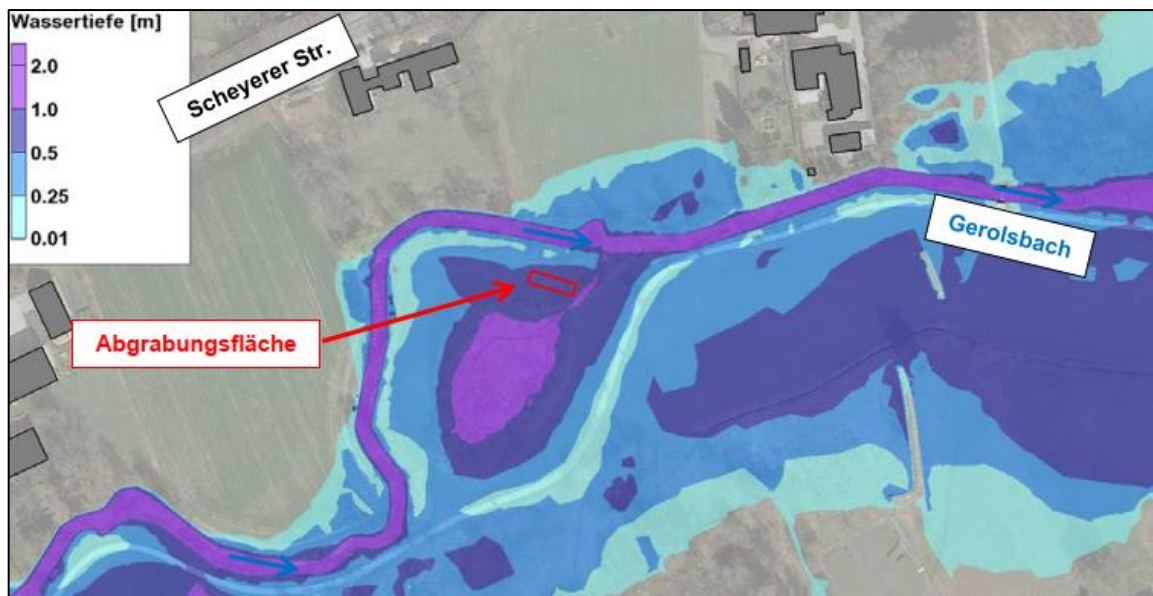 Wassertiefe [m]
2.0
1.0
0.5
0.25
0.01
Scheyerer Str.
Gerolsbach
Abgrabungsfläche